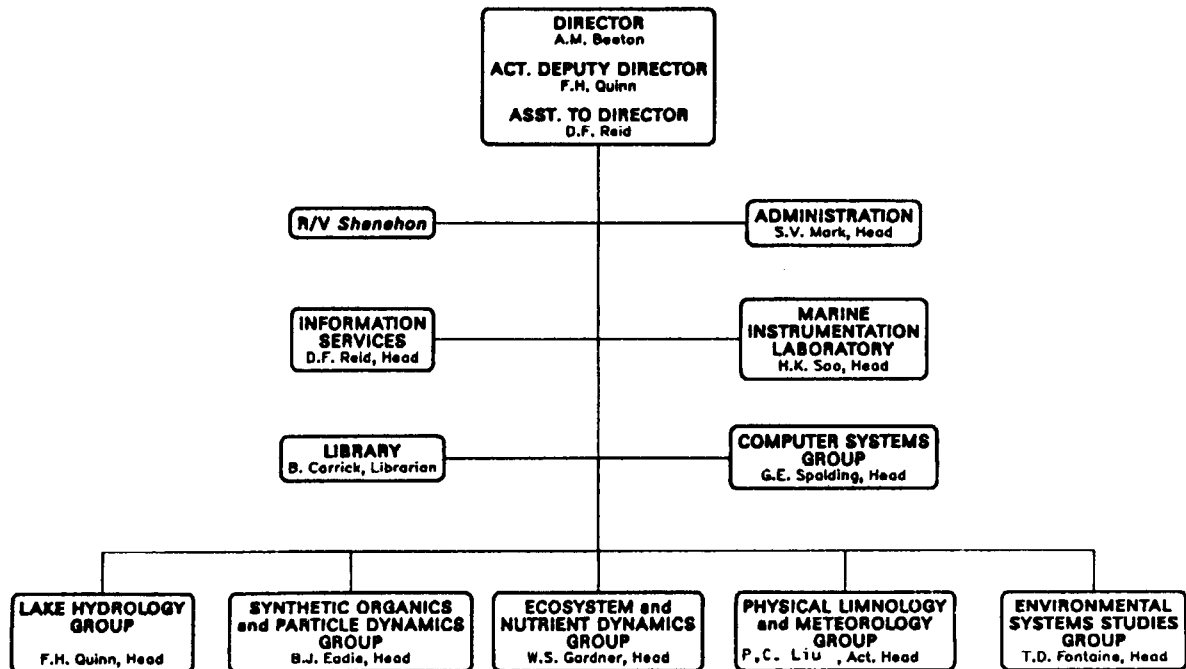 DIRECTOR
A.M. Beeton
ACT. DEPUTY DIRECTOR
F.H. Quinn
ASST. TO DIRECTOR
D.F. Reid
R/V Shenehon
ADMINISTRATION
S.V. Mark, Head
INFORMATION
SERVICES
D.F. Reid, Head
MARINE
INSTRUMENTATION
LABORATORY
H.K. Soo, Head
LIBRARY
B. Carrick, Librarian
COMPUTER SYSTEMS
GROUP
G.E. Spalding, Head
LAKE HYDROLOGY
GROUP
F.H. Quinn, Head
SYNTHETIC ORGANICS
and PARTICLE DYNAMICS
GROUP
B.J. Eadie, Head
ECOSYSTEM and
NUTRIENT DYNAMICS
GROUP
W.S. Gardner, Head
PHYSICAL LIMNOLOGY
and METEOROLOGY
GROUP
P.C. Liu , Act. Head
ENVIRONMENTAL
SYSTEMS STUDIES
GROUP
T.D. Fontaine, Head